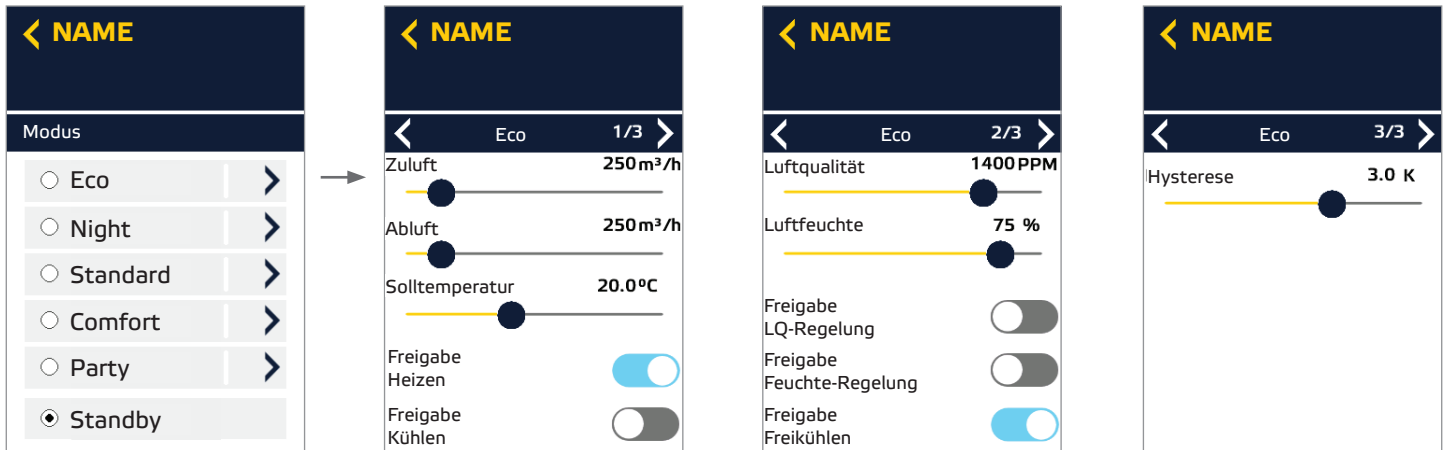 NAME
Modus
Eco
Night
Standard
Comfort
Party
Standby
NAME
Eco 1/3
Zuluft 250 m³/h
Abluft 250 m³/h
Solltemperatur 20.0ºC
Freigabe
Heizen
Freigabe
Kühlen
NAME
Eco 2/3
Luftqualität 1400 PPM
Luftfeuchte 75 %
Freigabe
LQ-Regelung
Freigabe
Feuchte-Regelung
Freigabe
Freikühlen
NAME
Eco 3/3
Hysterese 3.0 K